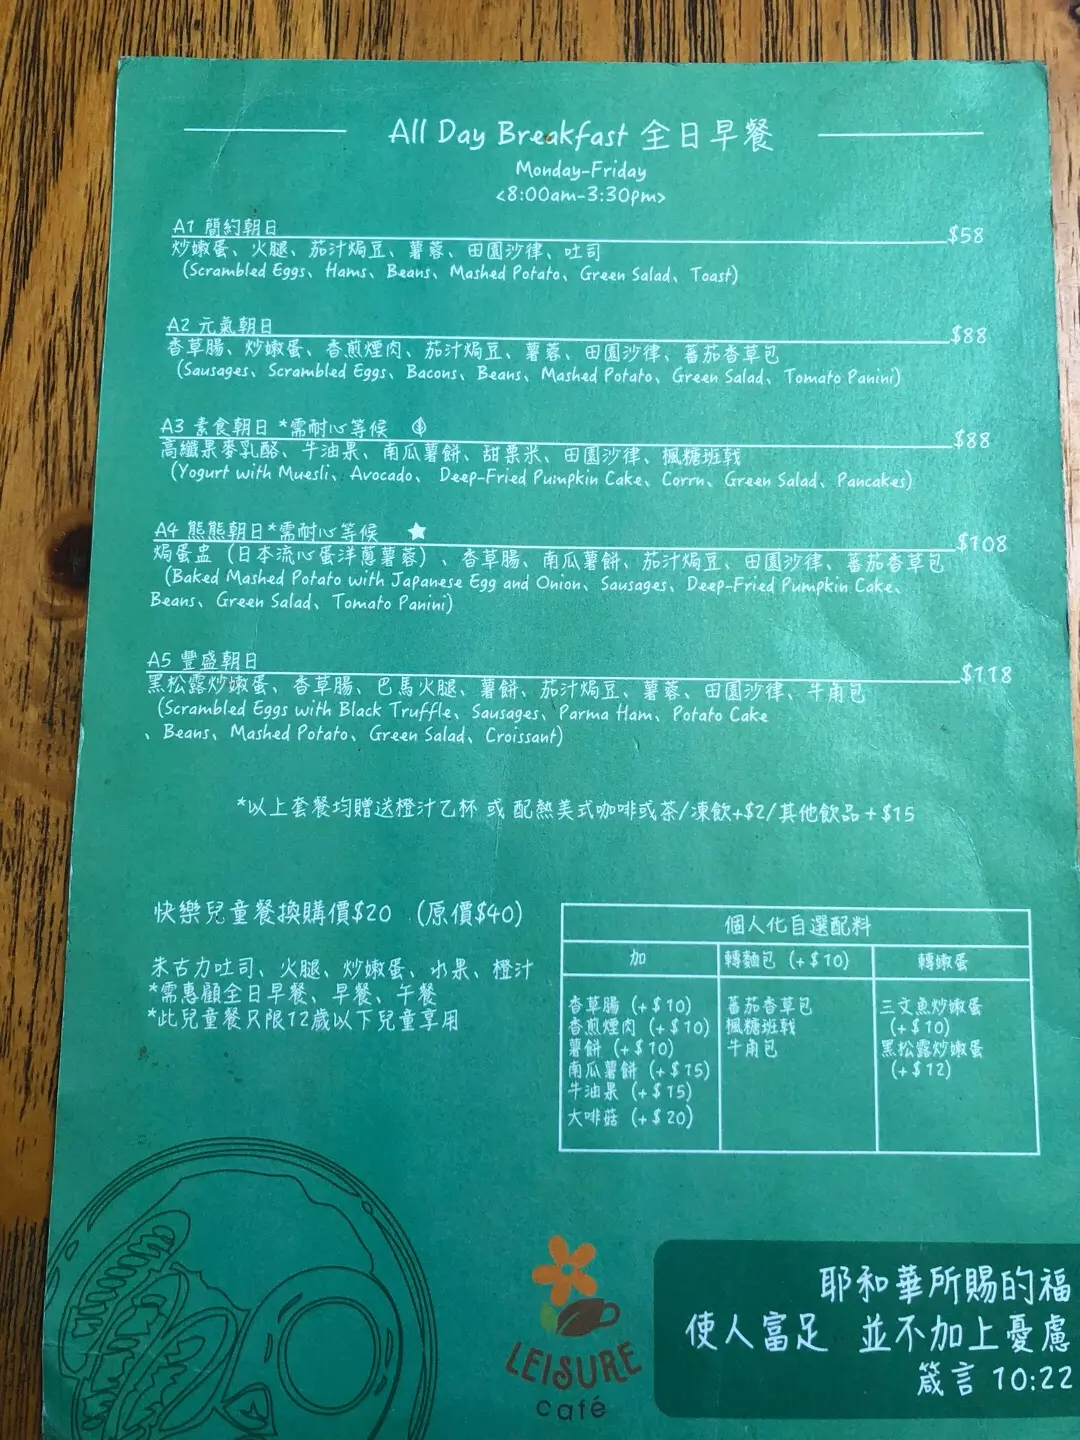 All Day Breakfast 全日早餐
Monday-Friday
<8:00am-3:30pm>
A1 簡約朝日 $58
炒嫩蛋、火腿、茄汁焗豆、薯蓉、田園沙律、吐司
(Scrambled Eggs、Hams、Beans、Mashed Potato、Green Salad、Toast)
A2 元氣朝日 $88
香草腸、炒嫩蛋、香煎煙肉、茄汁焗豆、薯蓉、田園沙律、蕃茄香草包
(Sausages、Scrambled Eggs、Bacons、Beans、Mashed Potato、Green Salad、Tomato Panini)
A3 素食朝日 *需耐心等候 $88
高纖果麥乳酪、牛油果、南瓜薯餅、甜粟米、田園沙律、楓糖班戟
(Yogurt with Muesli、Avocado、 Deep-Fried Pumpkin Cake、Corrn、Green Salad、Pancakes)
A4 熊熊朝日*需耐心等候 ★ $108
焗蛋盅（日本流心蛋洋蔥薯蓉）、香草腸、南瓜薯餅、茄汁焗豆、田園沙律、蕃茄香草包
(Baked Mashed Potato with Japanese Egg and Onion、Sausages、Deep-Fried Pumpkin Cake、
Beans、Green Salad、Tomato Panini)
A5 豐盛朝日 $118
黑松露炒嫩蛋、香草腸、巴馬火腿、薯餅、茄汁焗豆、薯蓉、田園沙律、牛角包
(Scrambled Eggs with Black Truffle、Sausages、Parma Ham、Potato Cake
、Beans、Mashed Potato、Green Salad、Croissant)
*以上套餐均贈送橙汁乙杯 或 配熱美式咖啡或茶/凍飲+$2/其他飲品+$15
快樂兒童餐換購價$20 (原價$40)
朱古力吐司、火腿、炒嫩蛋、水果、橙汁
*需惠顧全日早餐、早餐、午餐
*此兒童餐只限12歲以下兒童享用
個人化自選配料
加
香草腸 (+$10)
香煎煙肉 (+$10)
薯餅 (+$10)
南瓜薯餅 (+$15)
牛油果 (+$15)
大啡菇 (+$20)
轉麵包 (+$10)
蕃茄香草包
楓糖班戟
牛角包
轉嫩蛋
三文魚炒嫩蛋
(+$10)
黑松露炒嫩蛋
(+$12)
LEISURE
café
耶和華所賜的福
使人富足 並不加上憂慮
箴言 10:22